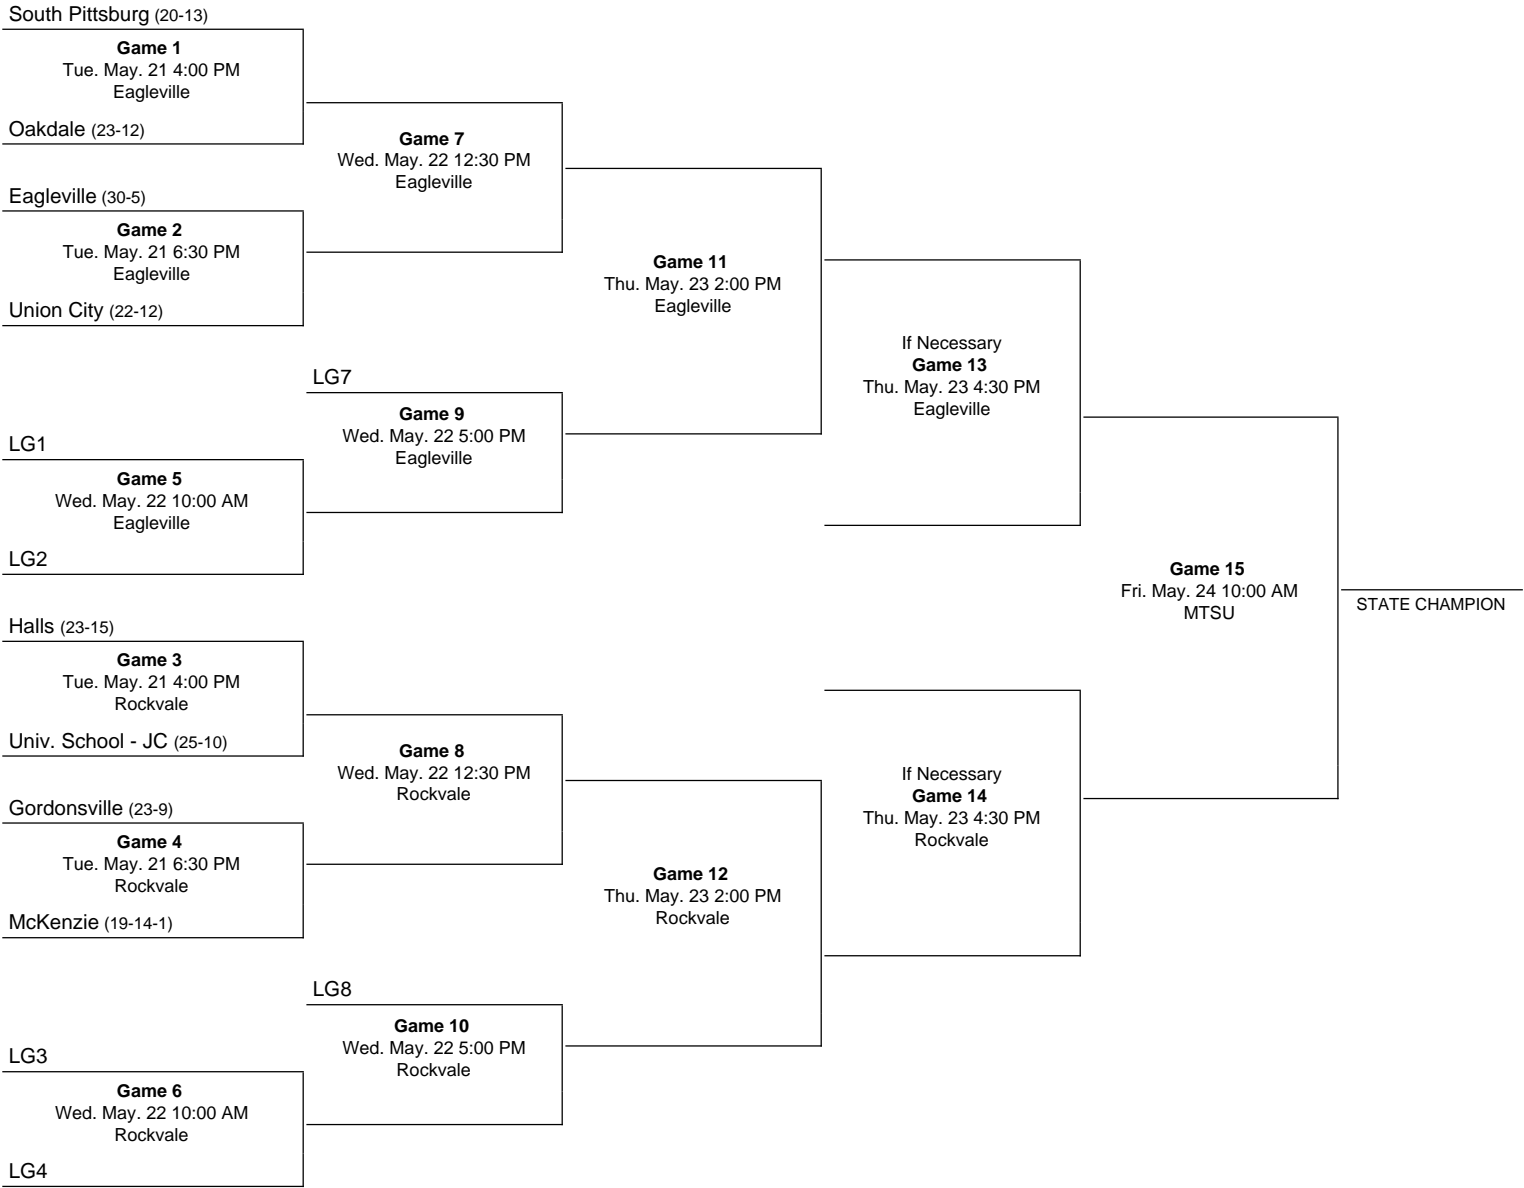 South Pittsburg (20-13)
Game 1
Tue. May. 21 4:00 PM
Eagleville
Oakdale (23-12)
Eagleville (30-5)
Game 2
Tue. May. 21 6:30 PM
Eagleville
Union City (22-12)
LG1
Game 5
Wed. May. 22 10:00 AM
Eagleville
LG2
Halls (23-15)
Game 3
Tue. May. 21 4:00 PM
Rockvale
Univ. School - JC (25-10)
Gordonsville (23-9)
Game 4
Tue. May. 21 6:30 PM
Rockvale
McKenzie (19-14-1)
LG3
Game 6
Wed. May. 22 10:00 AM
Rockvale
LG4
Game 7
Wed. May. 22 12:30 PM
Eagleville
LG7
Game 9
Wed. May. 22 5:00 PM
Eagleville
Game 8
Wed. May. 22 12:30 PM
Rockvale
LG8
Game 10
Wed. May. 22 5:00 PM
Rockvale
Game 11
Thu. May. 23 2:00 PM
Eagleville
Game 12
Thu. May. 23 2:00 PM
Rockvale
If Necessary
Game 13
Thu. May. 23 4:30 PM
Eagleville
If Necessary
Game 14
Thu. May. 23 4:30 PM
Rockvale
Game 15
Fri. May. 24 10:00 AM
MTSU
STATE CHAMPION